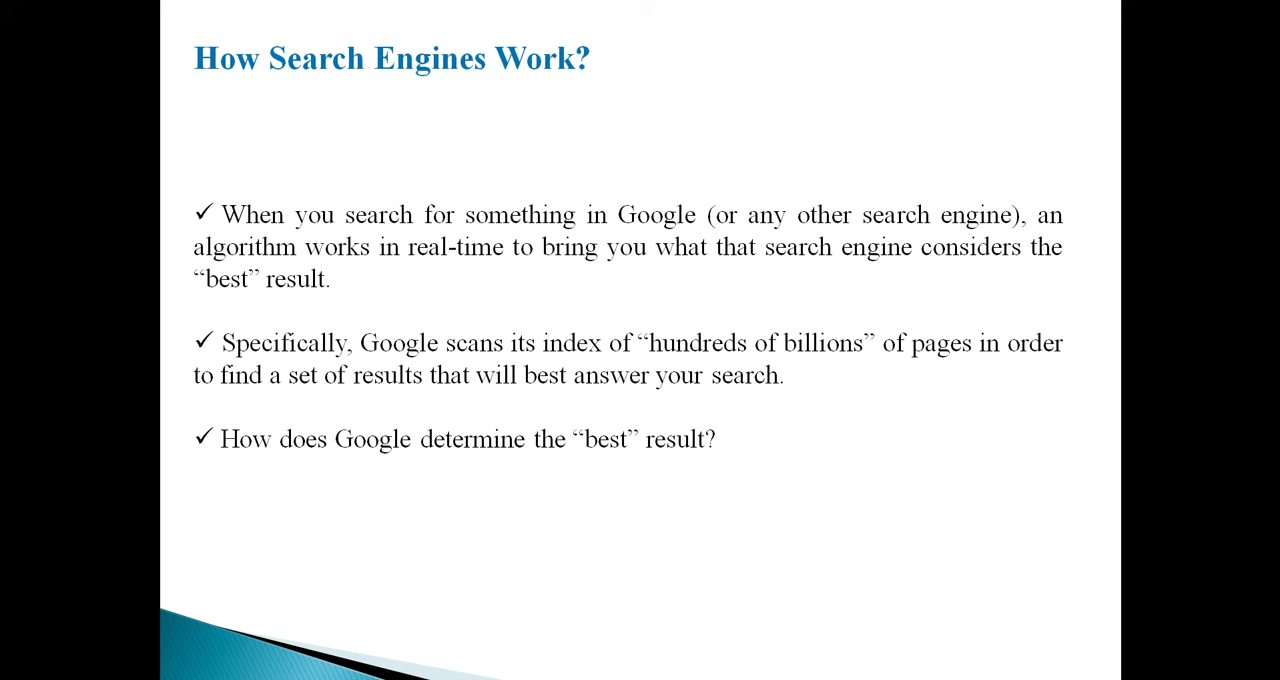 How Search Engines Work?
✓ When you search for something in Google (or any other search engine), an
algorithm works in real-time to bring you what that search engine considers the
“best” result.
✓ Specifically, Google scans its index of “hundreds of billions” of pages in order
to find a set of results that will best answer your search.
✓ How does Google determine the “best” result?